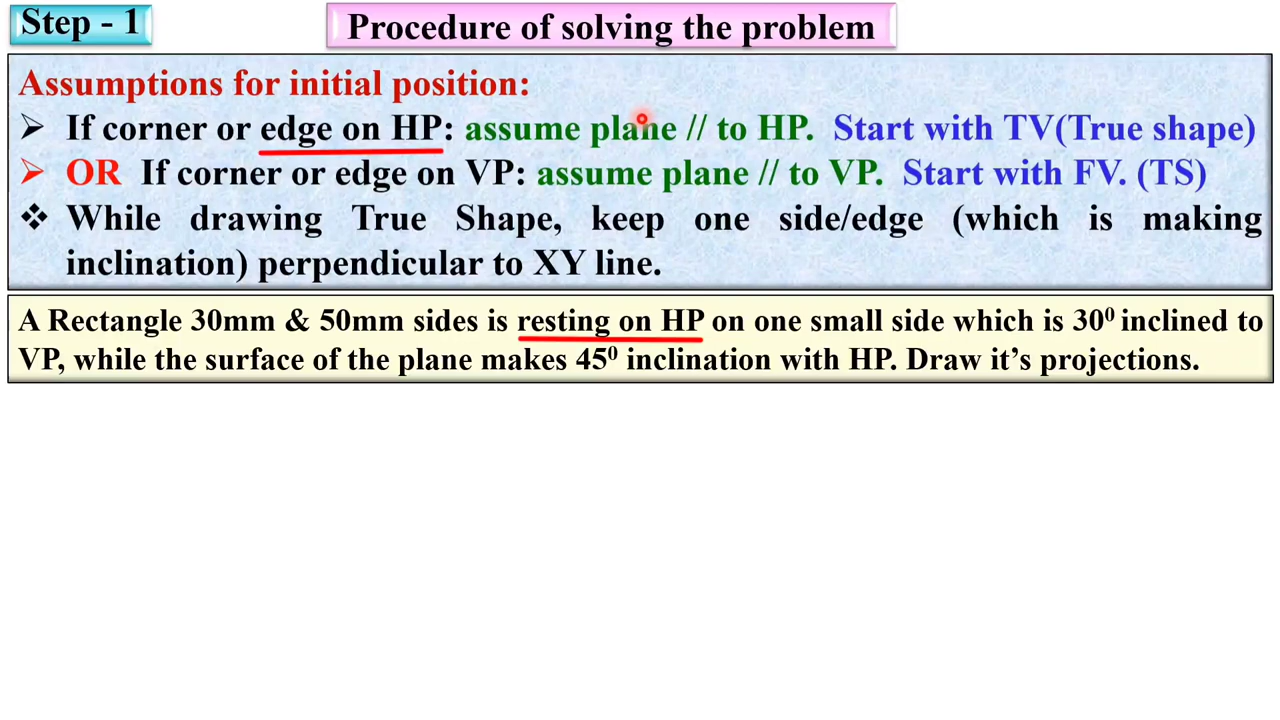 Step - 1
Procedure of solving the problem
Assumptions for initial position:
➢ If corner or edge on HP: assume plane // to HP. Start with TV(True shape)
➢ OR If corner or edge on VP: assume plane // to VP. Start with FV. (TS)
❖ While drawing True Shape, keep one side/edge (which is making
inclination) perpendicular to XY line.
A Rectangle 30mm & 50mm sides is resting on HP on one small side which is 30⁰ inclined to
VP, while the surface of the plane makes 45⁰ inclination with HP. Draw it’s projections.